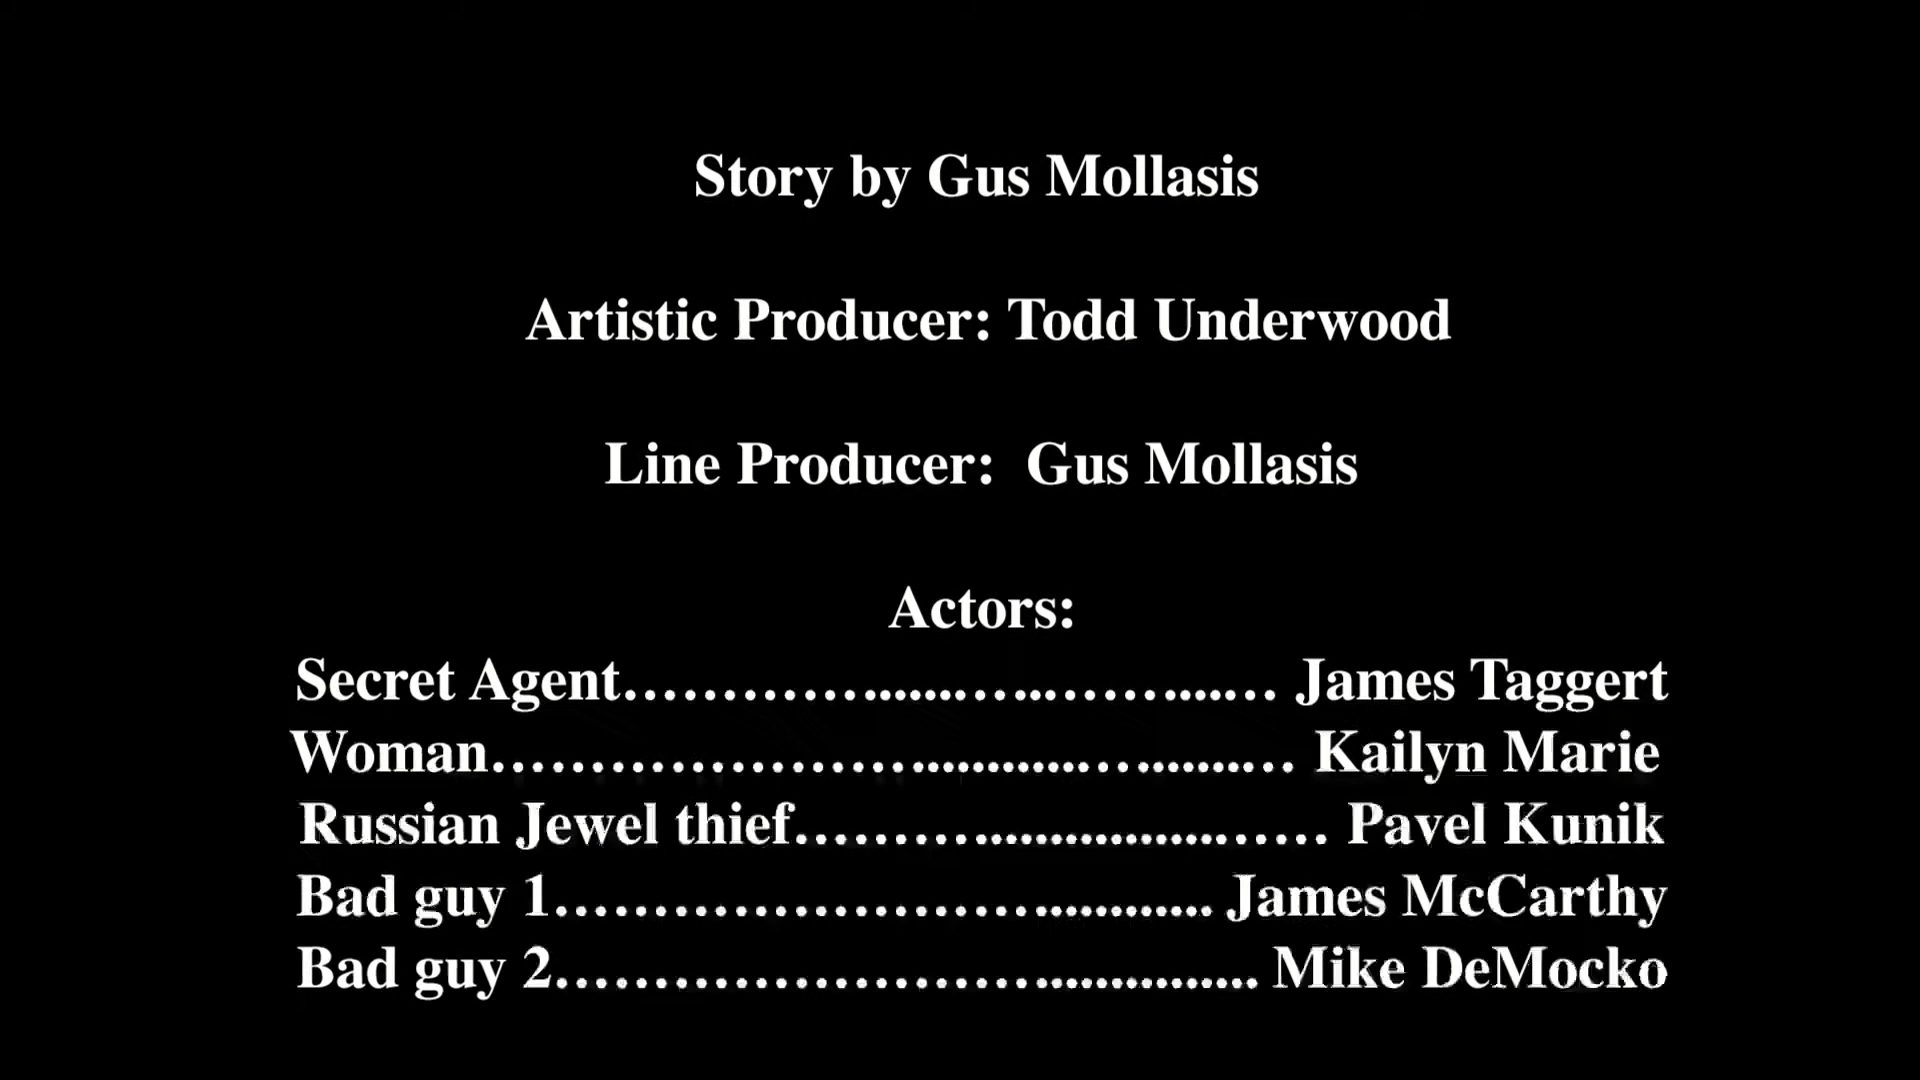 Story by Gus Mollasis
Artistic Producer: Todd Underwood
Line Producer:  Gus Mollasis
Actors:
Secret Agent…………......…..……...… James Taggert
Woman…………………...........…......… Kailyn Marie
Russian Jewel thief………...............…… Pavel Kunik
Bad guy 1……………………........... James McCarthy
Bad guy 2……………………............. Mike DeMocko